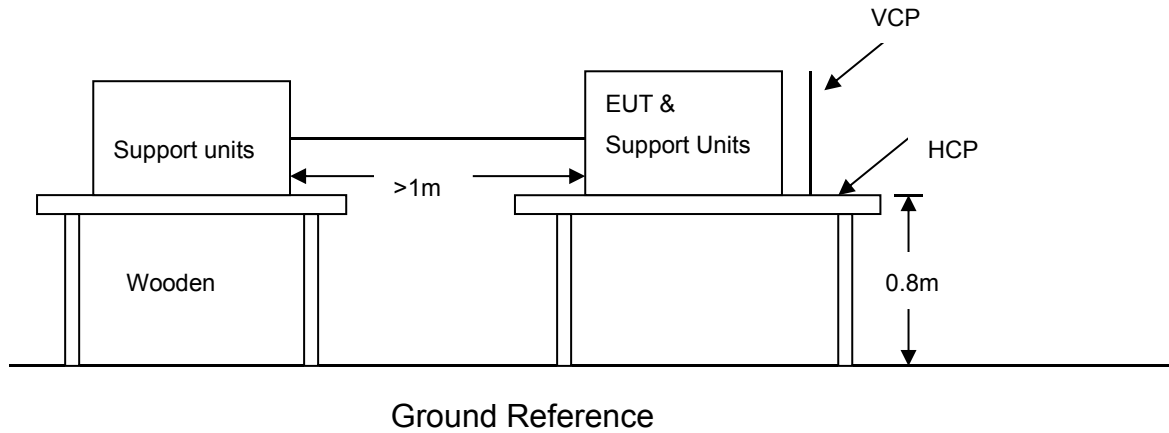 VCP
EUT &
Support Units
Support units
HCP
>1m
Wooden
0.8m
Ground Reference